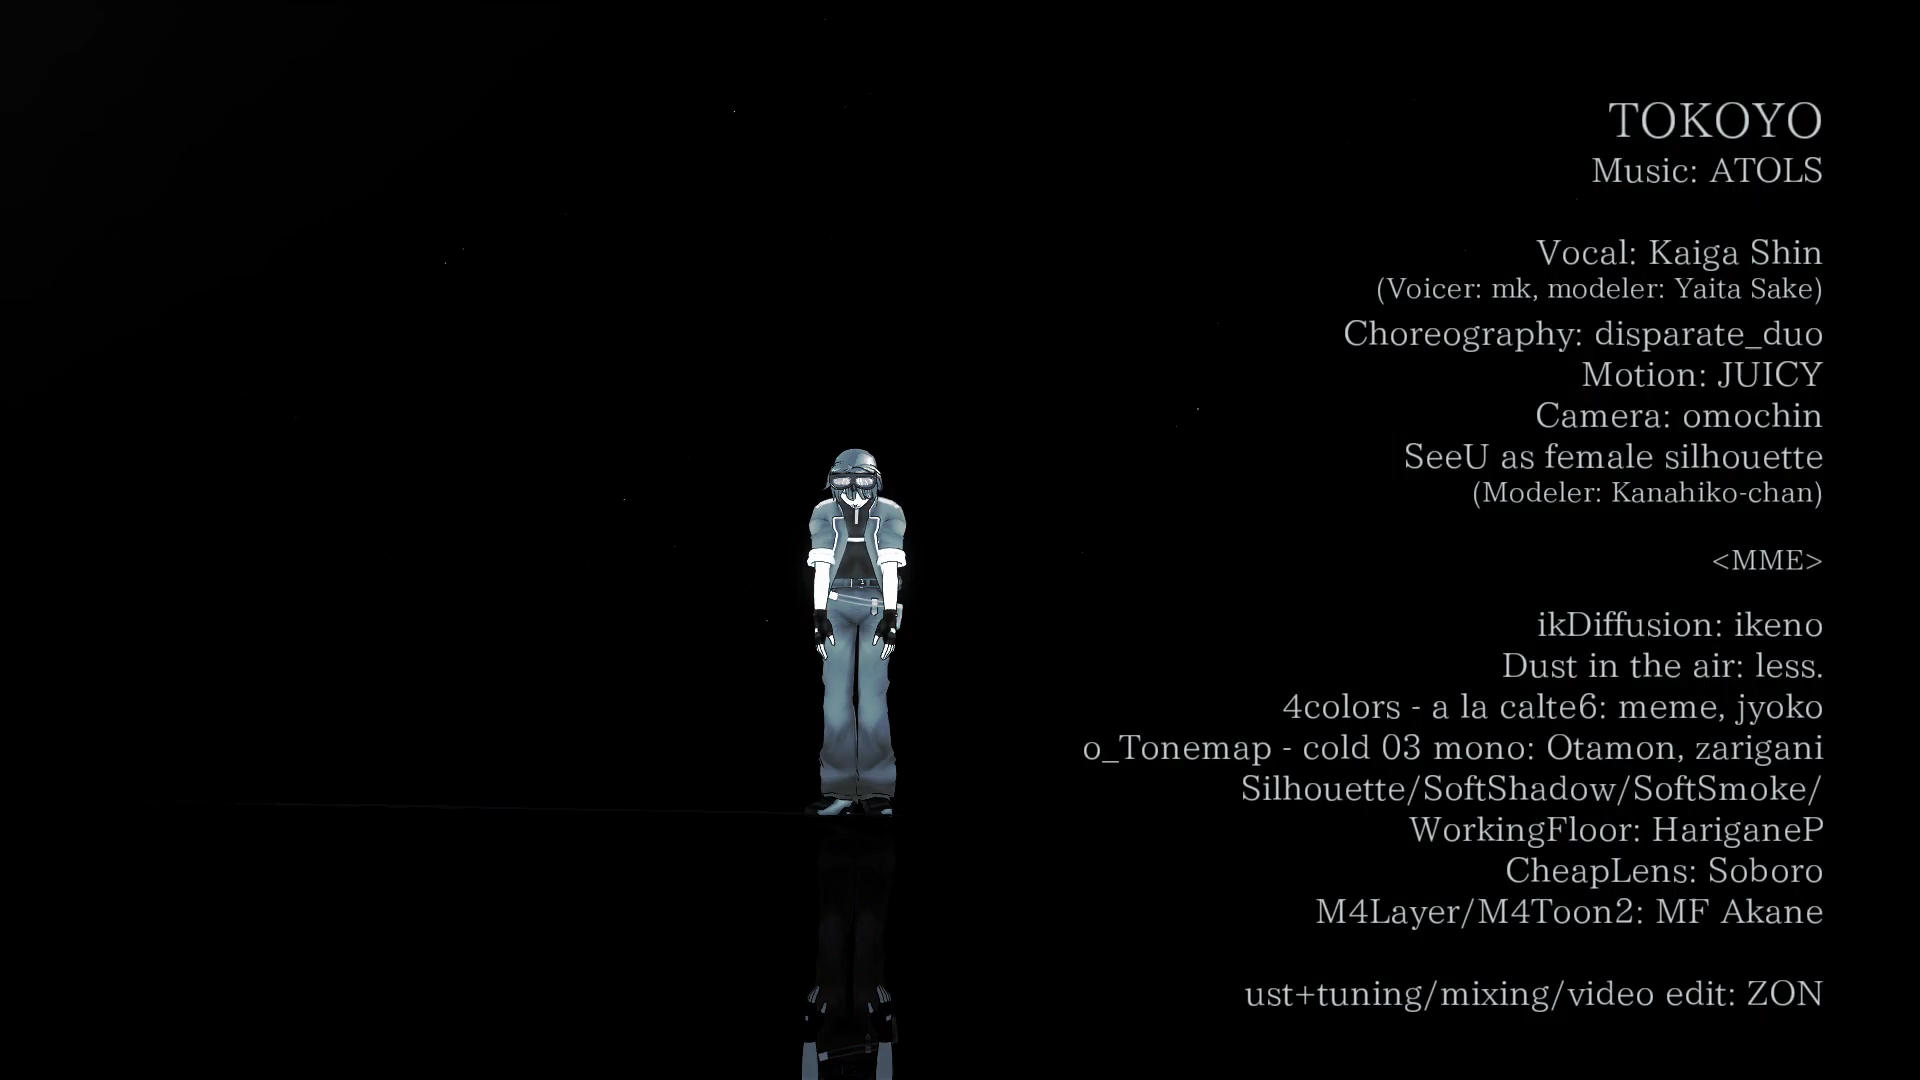 TOKOYO
Music: ATOLS
Vocal: Kaiga Shin
(Voicer: mk, modeler: Yaita Sake)
Choreography: disparate_duo
Motion: JUICY
Camera: omochin
SeeU as female silhouette
(Modeler: Kanahiko-chan)
<MME>
ikDiffusion: ikeno
Dust in the air: less.
4colors - a la calte6: meme, jyoko
o_Tonemap - cold 03 mono: Otamon, zarigani
Silhouette/SoftShadow/SoftSmoke/
WorkingFloor: HariganeP
CheapLens: Soboro
M4Layer/M4Toon2: MF Akane
ust+tuning/mixing/video edit: ZON